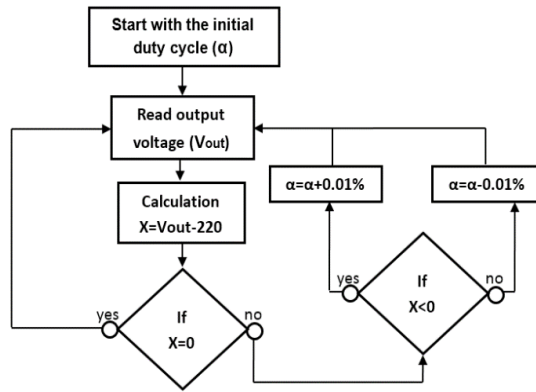 Start with the initial
duty cycle (α)
Read output
voltage (Vout)
Calculation
X=Vout-220
If
X=0
yes
no
If
X<0
yes
no
α=α+0.01%
α=α-0.01%